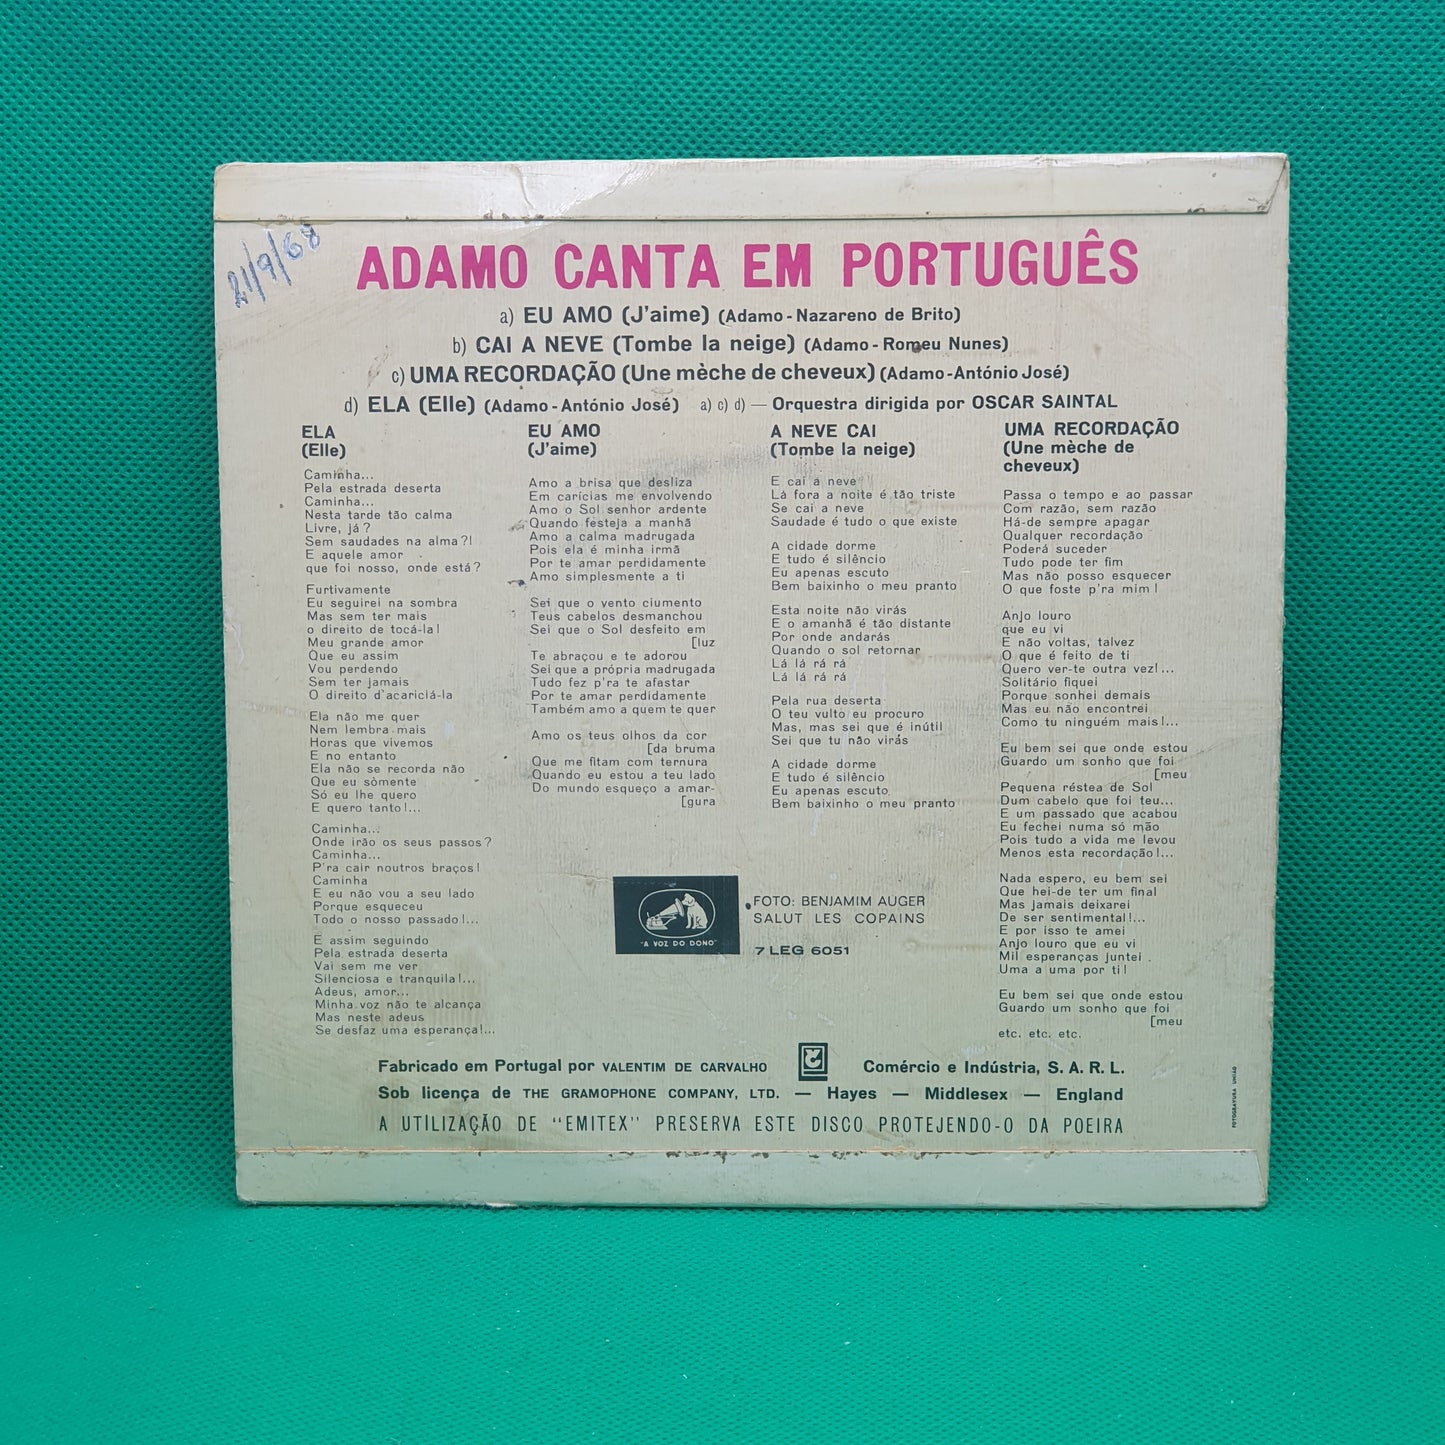 21/9/68
ADAMO CANTA EM PORTUGUÊS
a) EU AMO (J'aime) (Adamo - Nazareno de Brito)
b) CAI A NEVE (Tombe la neige) (Adamo - Romeu Nunes)
c) UMA RECORDAÇÃO (Une mèche de cheveux) (Adamo - António José)
d) ELA (Elle) (Adamo - António José) a) c) d) — Orquestra dirigida por OSCAR SAINTAL
ELA
(Elle)
Caminha...
Pela estrada deserta
Caminha...
Nesta tarde tão calma
Livre, já?
Sem saudades na alma?!
E aquele amor
que foi nosso, onde está?
Furtivamente
Eu seguirei na sombra
Mas sem ter mais
o direito de tocá-la!
Meu grande amor
Que eu assim
Vou perdendo
Sem ter jamais
O direito d'acariciá-la
Ela não me quer
Nem lembra mais
Horas que vivemos
E no entanto
Ela não se recorda não
Que eu sòmente
Só eu lhe quero
E quero tanto!...
Caminha...
Onde irão os seus passos?
Caminha...
P'ra cair noutros braços!
Caminha
E eu não vou a seu lado
Porque esqueceu
Todo o nosso passado!...
E assim seguindo
Pela estrada deserta
Vai sem me ver
Silenciosa e tranquila!...
Adeus, amor...
Minha voz não te alcança
Mas neste adeus
Se desfaz uma esperança!...
EU AMO
(J'aime)
Amo a brisa que desliza
Em carícias me envolvendo
Amo o Sol senhor ardente
Quando festeja a manhã
Amo a calma madrugada
Pois ela é minha irmã
Por te amar perdidamente
Amo simplesmente a ti
Sei que o vento ciumento
Teus cabelos desmanchou
Sei que o Sol desfeito em
[luz
Te abraçou e te adorou
Sei que a própria madrugada
Tudo fez p'ra te afastar
Por te amar perdidamente
Também amo a quem te quer
Amo os teus olhos da cor
[da bruma
Que me fitam com ternura
Quando eu estou a teu lado
Do mundo esqueço a amar-
[gura
A NEVE CAI
(Tombe la neige)
E cai a neve
Lá fora a noite é tão triste
Se cai a neve
Saudade é tudo o que existe
A cidade dorme
E tudo é silêncio
Eu apenas escuto
Bem baixinho o meu pranto
Esta noite não virás
E o amanhã é tão distante
Por onde andarás
Quando o sol retornar
Lá lá rá rá
Lá lá rá rá
Pela rua deserta
O teu vulto eu procuro
Mas, mas sei que é inútil
Sei que tu não virás
A cidade dorme
E tudo é silêncio
Eu apenas escuto
Bem baixinho o meu pranto
UMA RECORDAÇÃO
(Une mèche de
cheveux)
Passa o tempo e ao passar
Com razão, sem razão
Há-de sempre apagar
Qualquer recordação
Poderá suceder
Tudo pode ter fim
Mas não posso esquecer
O que foste p'ra mim!
Anjo louro
que eu vi
E não voltas, talvez
O que é feito de ti
Quero ver-te outra vez!...
Solitário fiquei
Porque sonhei demais
Mas eu não encontrei
Como tu ninguém mais!...
Eu bem sei que onde estou
Guardo um sonho que foi
[meu
Pequena réstea de Sol
Dum cabelo que foi teu...
E um passado que acabou
Eu fechei numa só mão
Pois tudo a vida me levou
Menos esta recordação!...
Nada espero, eu bem sei
Que hei-de ter um final
Mas jamais deixarei
De ser sentimental!...
E por isso te amei
Anjo louro que eu vi
Mil esperanças juntei
Uma a uma por ti!
Eu bem sei que onde estou
Guardo um sonho que foi
[meu
etc. etc. etc.
"A VOZ DO DONO"
FOTO: BENJAMIM AUGER
SALUT LES COPAINS
7 LEG 6051
Fabricado em Portugal por VALENTIM DE CARVALHO Comércio e Indústria, S. A. R. L.
Sob licença de THE GRAMOPHONE COMPANY, LTD. — Hayes — Middlesex — England
A UTILIZAÇÃO DE "EMITEX" PRESERVA ESTE DISCO PROTEJENDO-O DA POEIRA
FOTOGRAVURA UNIÃO